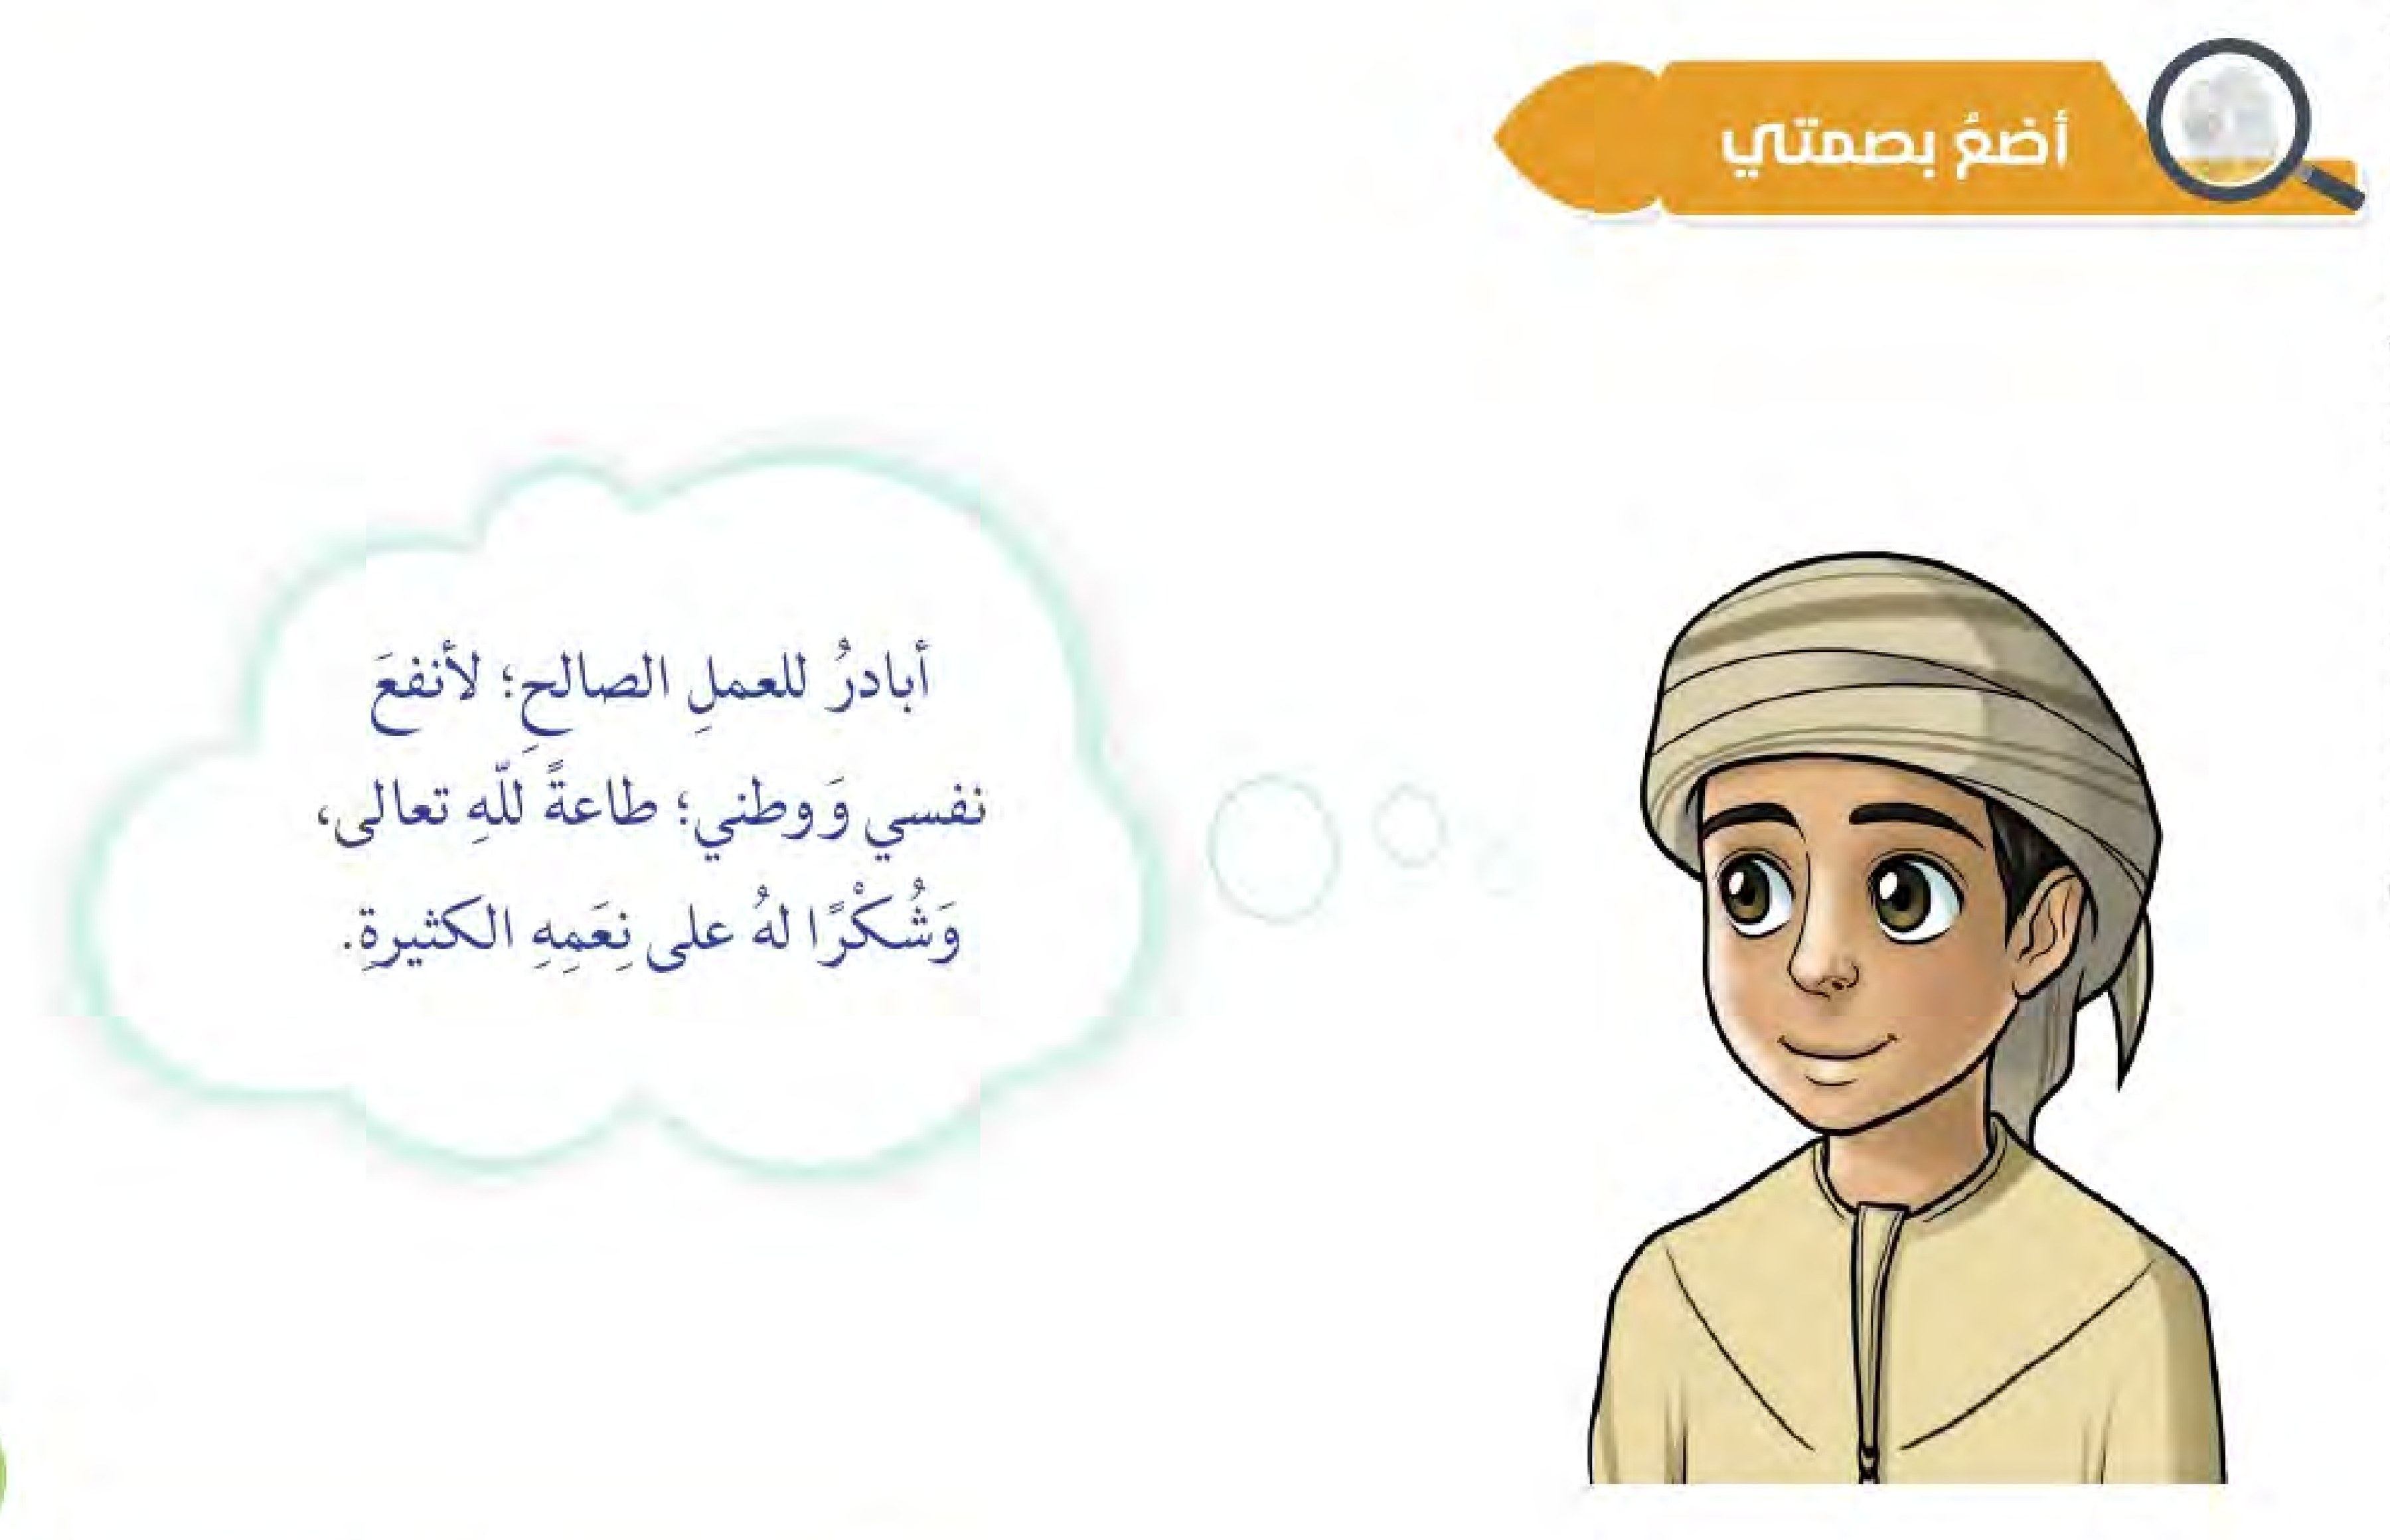 أضعُ بصمتي
أبادرُ للعملِ الصالحِ؛ لأنفعَ
نفسي وَوطني؛ طاعةً للّهِ تعالى،
وَشُكْرًا لهُ على نِعَمِهِ الكثيرةِ.